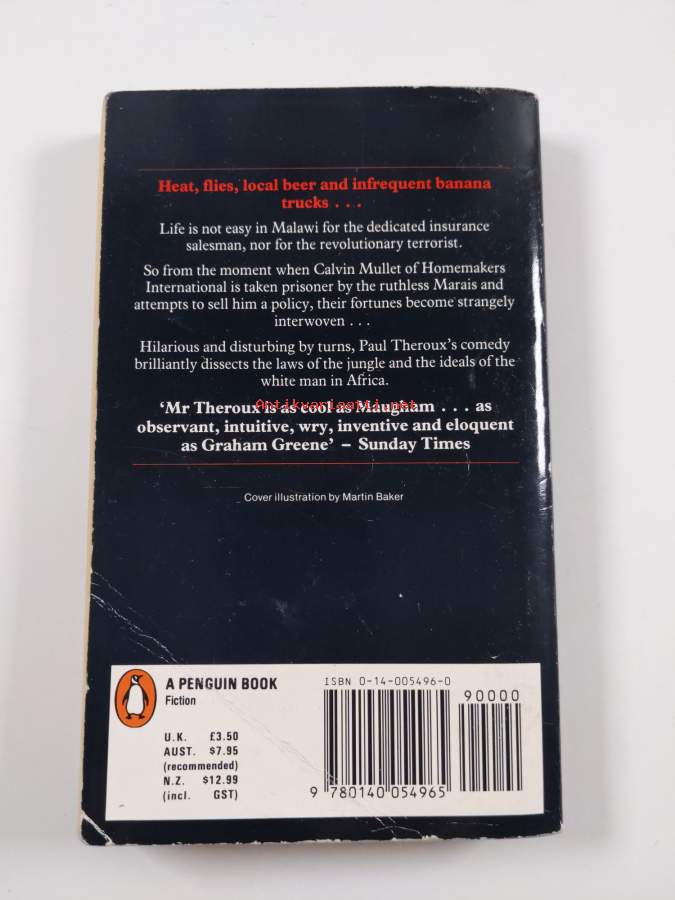 Heat, flies, local beer and infrequent banana
trucks . . .
Life is not easy in Malawi for the dedicated insurance
salesman, nor for the revolutionary terrorist.
So from the moment when Calvin Mullet of Homemakers
International is taken prisoner by the ruthless Marais and
attempts to sell him a policy, their fortunes become strangely
interwoven . . .
Hilarious and disturbing by turns, Paul Theroux's comedy
brilliantly dissects the laws of the jungle and the ideals of the
white man in Africa.
Antikvariaatti.net
'Mr Theroux is as cool as Maugham . . . as
observant, intuitive, wry, inventive and eloquent
as Graham Greene' – Sunday Times
Cover illustration by Martin Baker
A PENGUIN BOOK
Fiction
U.K. £3.50
AUST. $7.95
(recommended)
N.Z. $12.99
(incl. GST)
ISBN 0-14-005496-0
90000
9 780140 054965